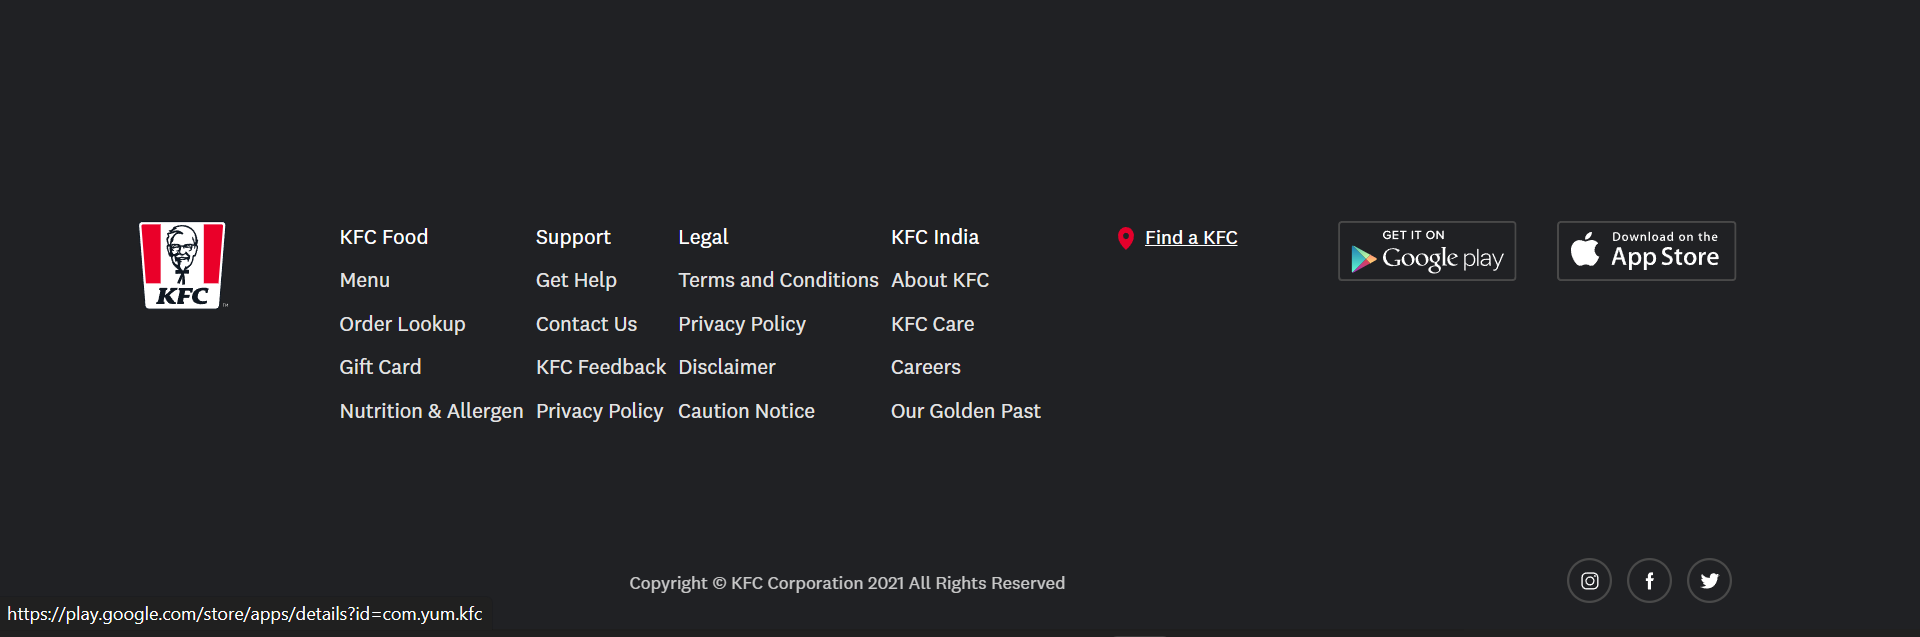 KFC
TM
KFC Food
Menu
Order Lookup
Gift Card
Nutrition & Allergen
Support
Get Help
Contact Us
KFC Feedback
Privacy Policy
Legal
Terms and Conditions
Privacy Policy
Disclaimer
Caution Notice
KFC India
About KFC
KFC Care
Careers
Our Golden Past
Find a KFC
GET IT ON
Google play
Download on the
App Store
Copyright © KFC Corporation 2021 All Rights Reserved
https://play.google.com/store/apps/details?id=com.yum.kfc